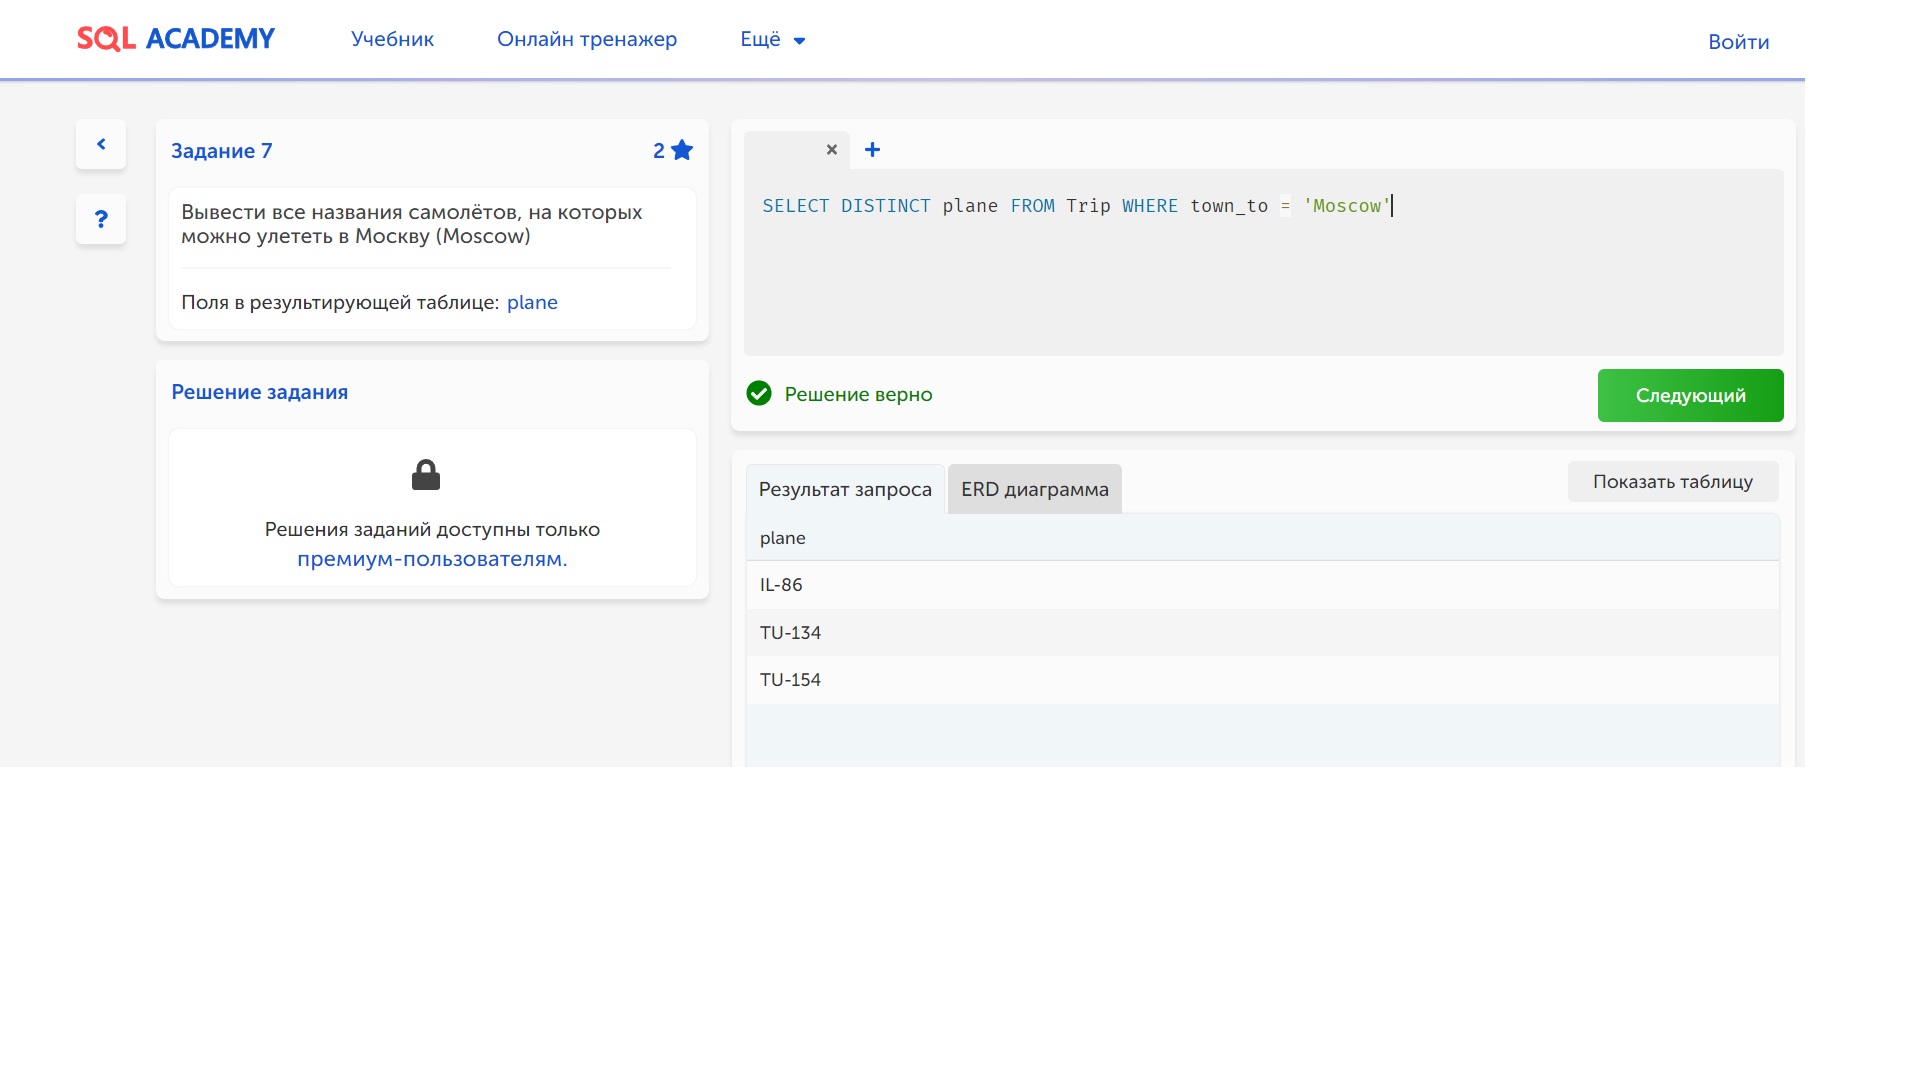 SQL ACADEMY
Учебник
Онлайн тренажер
Ещё
Войти
Задание 7
2
Вывести все названия самолётов, на которых
можно улететь в Москву (Moscow)
Поля в результирующей таблице: plane
Решение задания
Решения заданий доступны только
премиум-пользователям.
SELECT DISTINCT plane FROM Trip WHERE town_to = 'Moscow'
Решение верно
Следующий
Результат запроса
ERD диаграмма
Показать таблицу
plane
IL-86
TU-134
TU-154